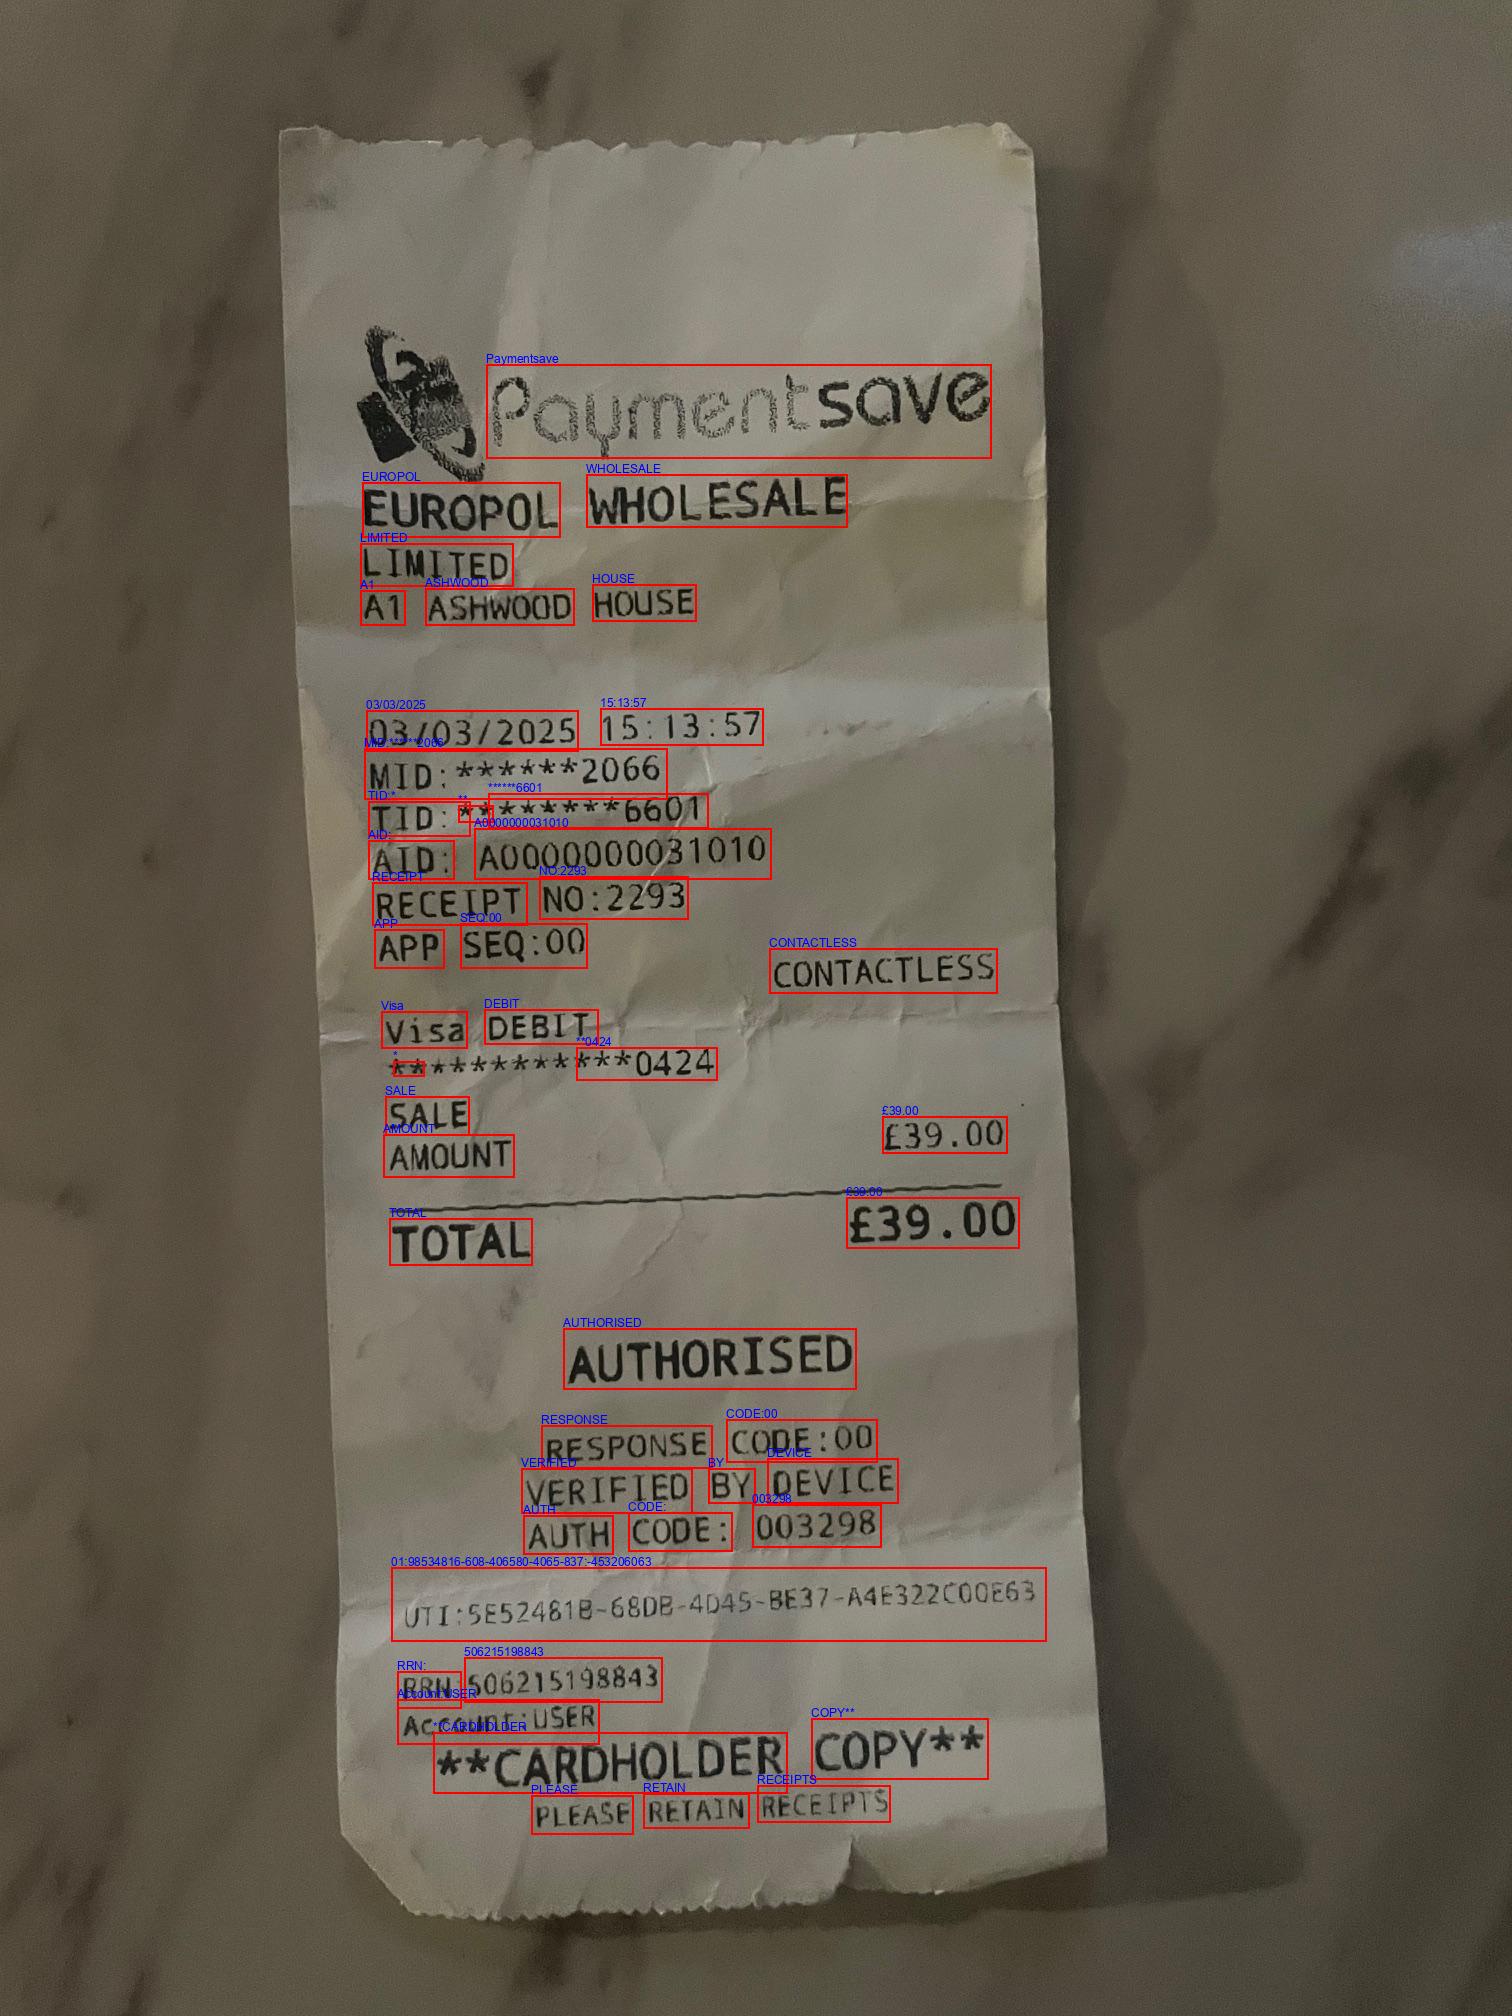 Paymentsave
EUROPOL WHOLESALE
LIMITED
A1 ASHWOOD HOUSE
03/03/2025 15:13:57
MID:******2066
TID:********6601
AID: A0000000031010
RECEIPT NO:2293
APP SEQ:00
CONTACTLESS
Visa DEBIT
************0424
SALE
AMOUNT £39.00
TOTAL £39.00
AUTHORISED
RESPONSE CODE:00
VERIFIED BY DEVICE
AUTH CODE: 003298
UTI:5E52481B-68DB-4D45-BE37-A4E322C00E63
RRN:506215198843
Account:USER
**CARDHOLDER COPY**
PLEASE RETAIN RECEIPTS